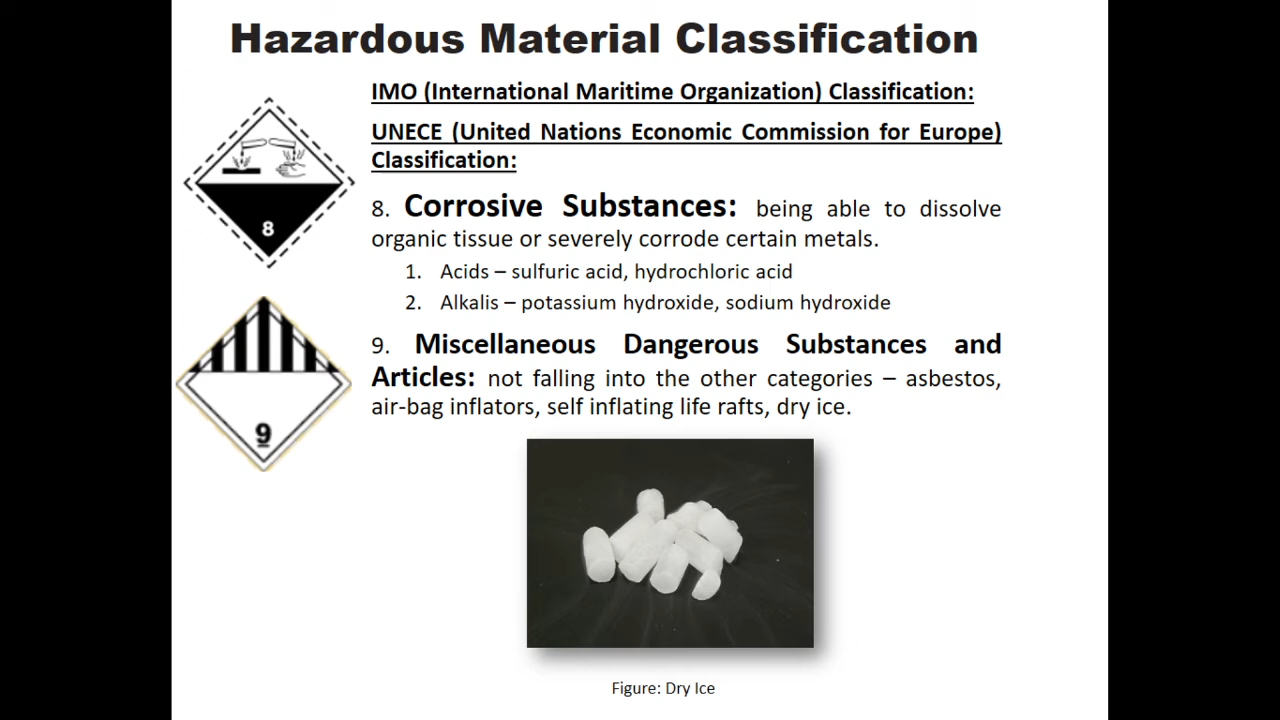 Hazardous Material Classification
IMO (International Maritime Organization) Classification:
UNECE (United Nations Economic Commission for Europe)
Classification:
8. Corrosive Substances: being able to dissolve
organic tissue or severely corrode certain metals.
1. Acids – sulfuric acid, hydrochloric acid
2. Alkalis – potassium hydroxide, sodium hydroxide
8
9. Miscellaneous Dangerous Substances and
Articles: not falling into the other categories – asbestos,
air-bag inflators, self inflating life rafts, dry ice.
9
Figure: Dry Ice